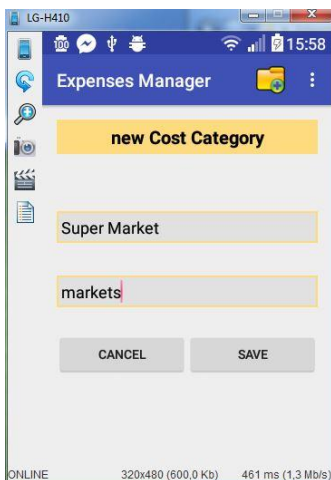 LG-H410
100
15:58
Expenses Manager
new Cost Category
Super Market
markets
CANCEL SAVE
ONLINE 320x480 (600,0 Kb) 461 ms (1,3 Mb/s)